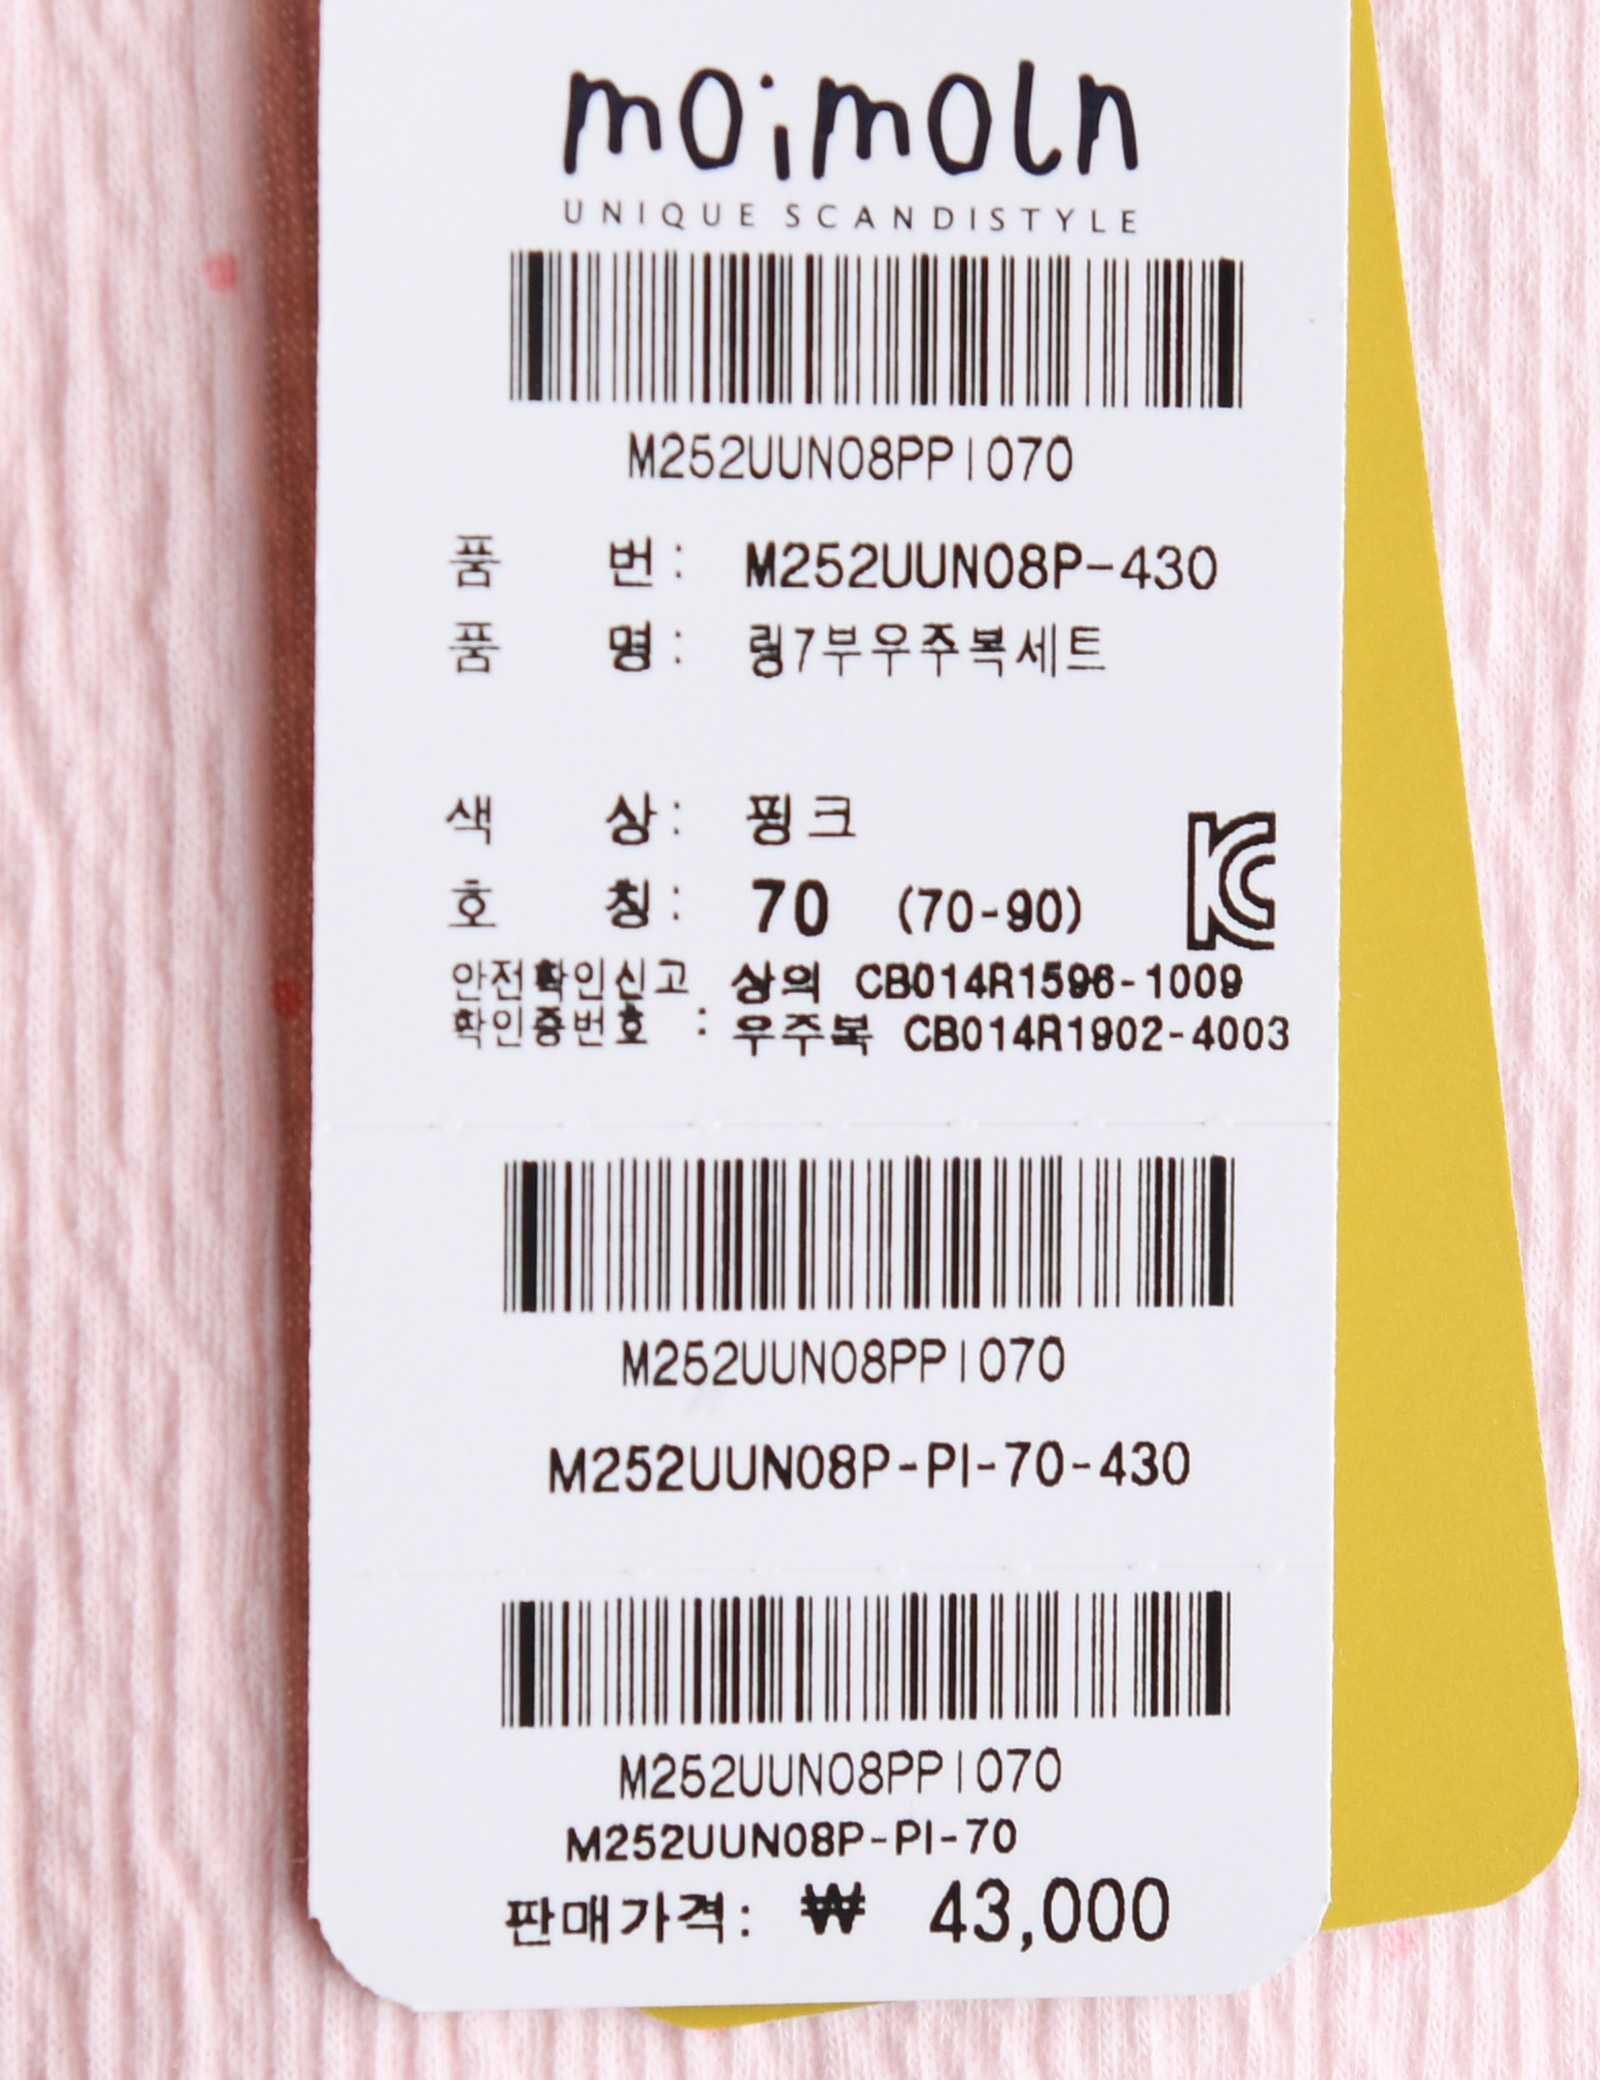 moimoln
UNIQUE SCANDISTYLE
M252UUN08PPI070
품 번 : M252UUN08P-430
품 명 : 링7부우주복세트
색 상 : 핑크
호 칭 : 70 (70-90)
안전확인신고 상의 CB014R1596-1009
확인증번호 : 우주복 CB014R1902-4003
M252UUN08PPI070
M252UUN08P-PI-70-430
M252UUN08PPI070
M252UUN08P-PI-70
판매가격: ₩ 43,000